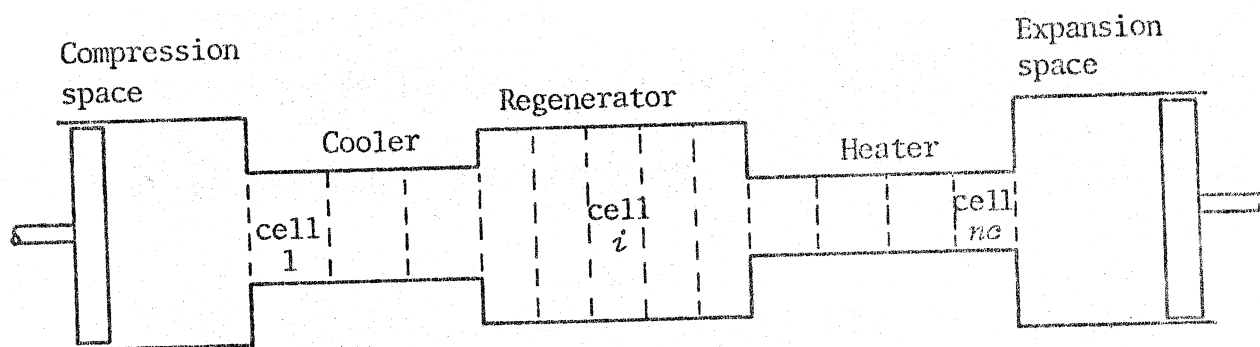 Compression
space
Cooler
Regenerator
Heater
Expansion
space
cell
1
cell
i
cell
nc